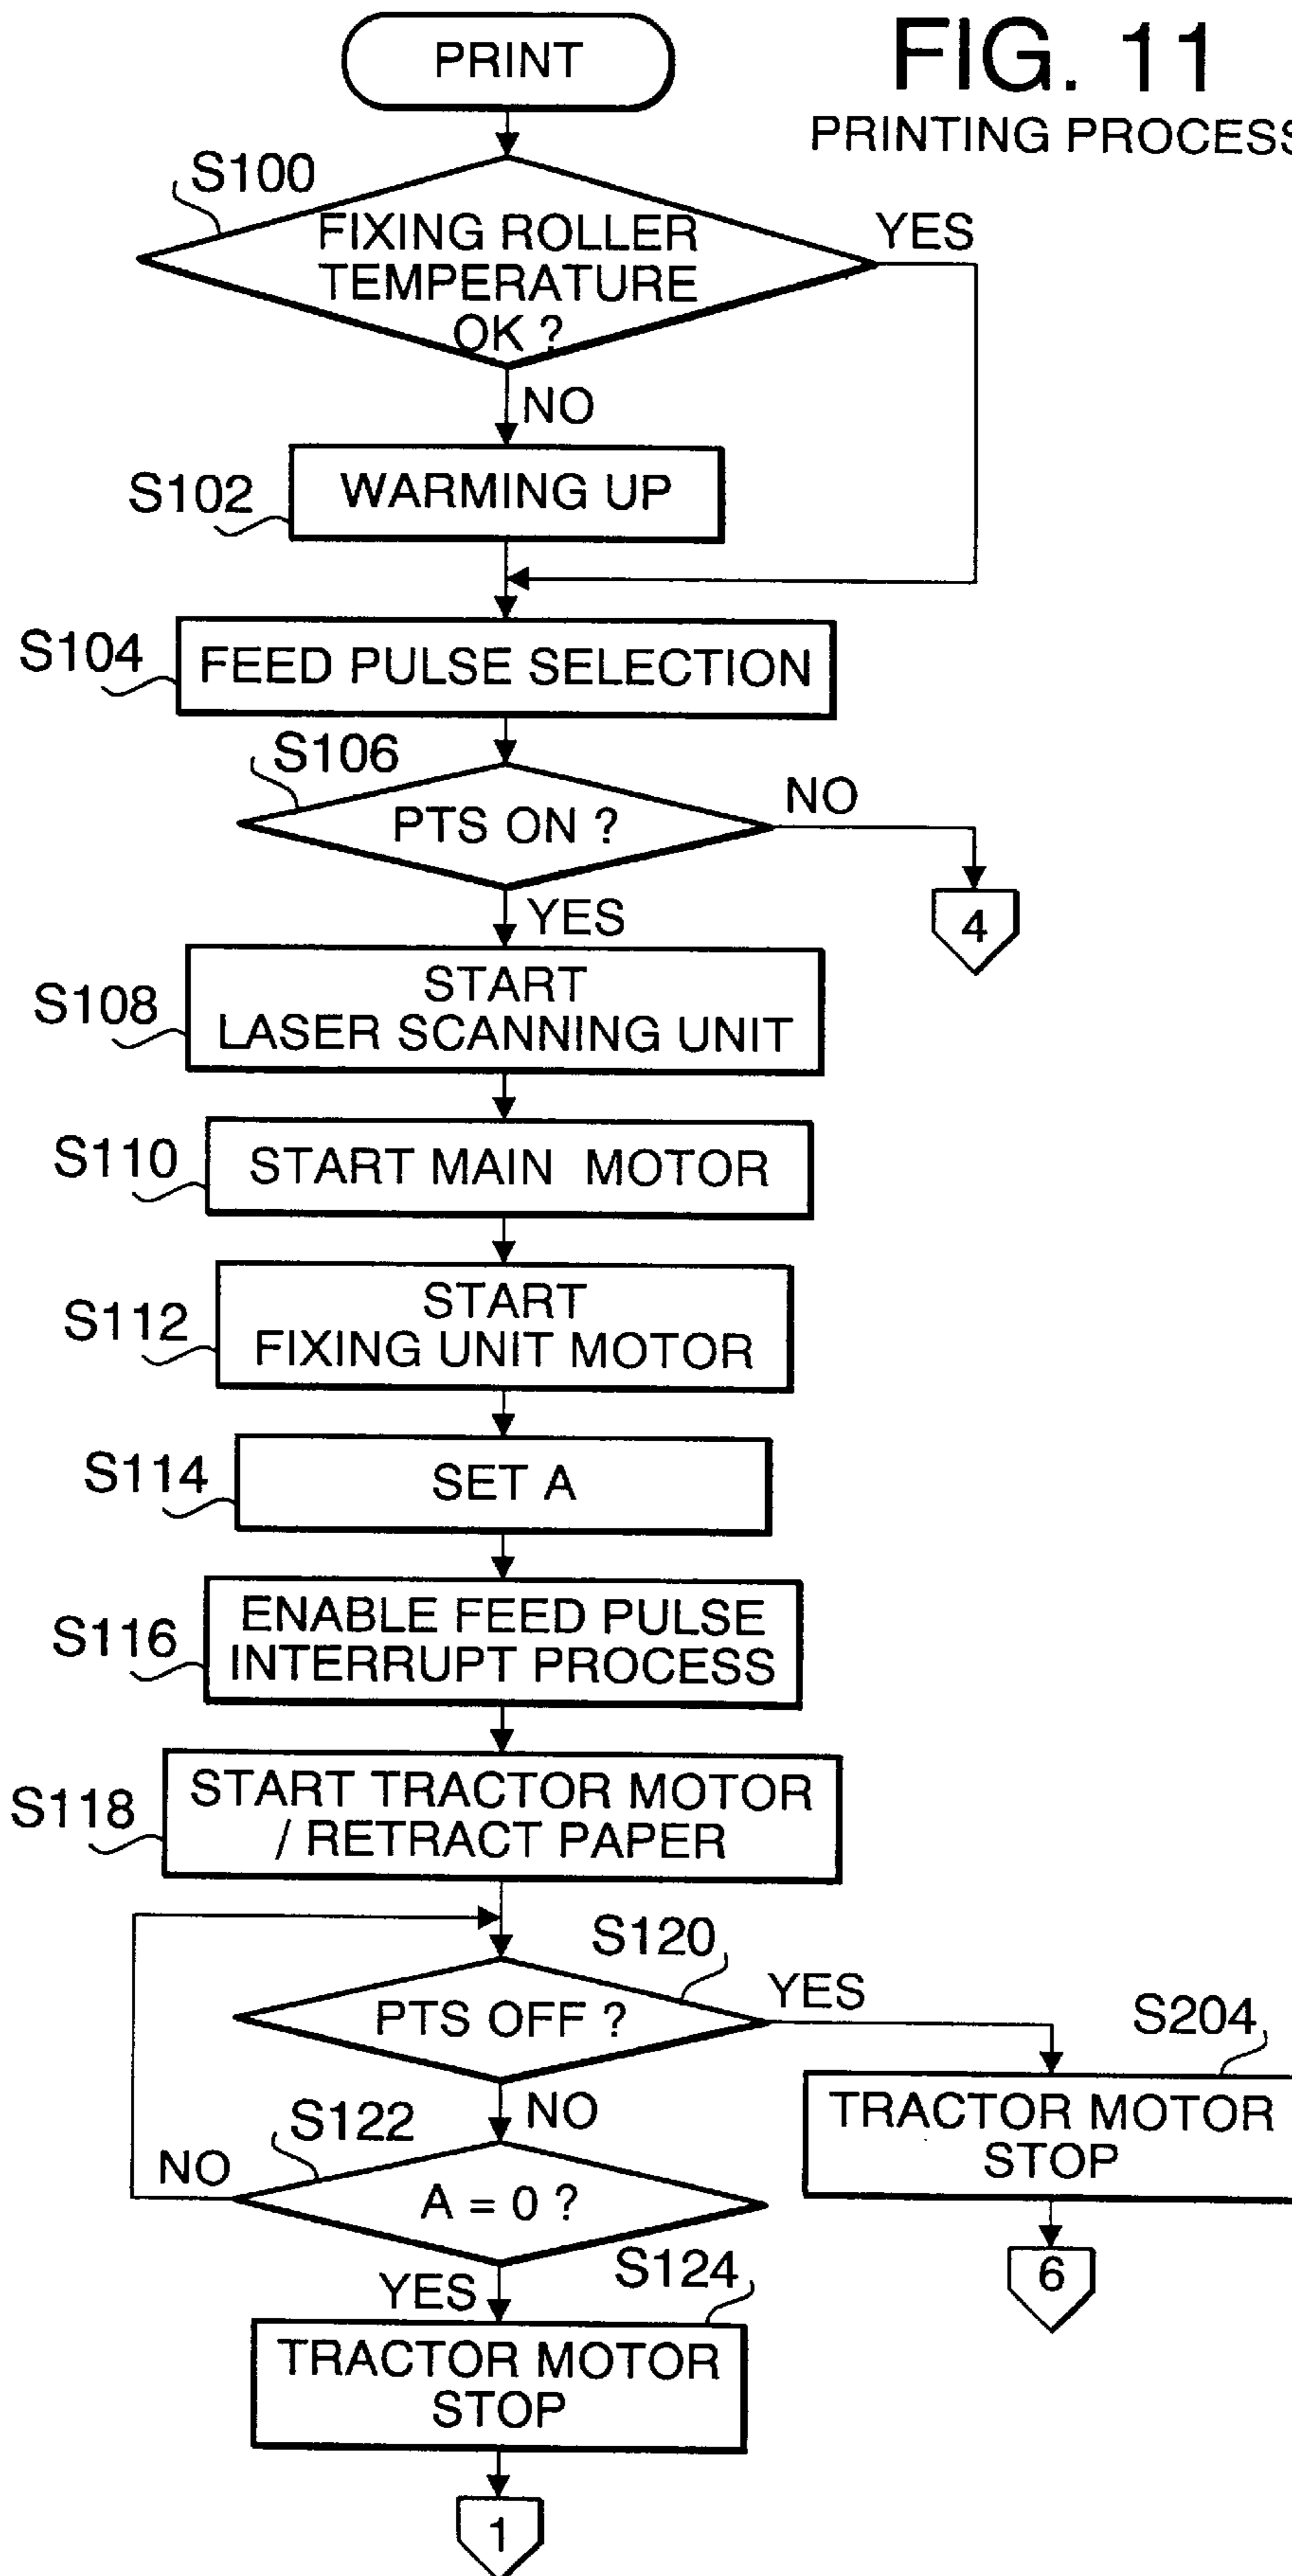 FIG. 11
PRINTING PROCESS
PRINT
S100
FIXING ROLLER
TEMPERATURE
OK ?
YES
NO
S102
WARMING UP
S104
FEED PULSE SELECTION
S106
PTS ON ?
NO
4
YES
S108
START
LASER SCANNING UNIT
S110
START MAIN MOTOR
S112
START
FIXING UNIT MOTOR
S114
SET A
S116
ENABLE FEED PULSE
INTERRUPT PROCESS
S118
START TRACTOR MOTOR
/ RETRACT PAPER
S120
PTS OFF ?
YES
S204
TRACTOR MOTOR
STOP
6
NO
S122
A = 0 ?
NO
YES
S124
TRACTOR MOTOR
STOP
1